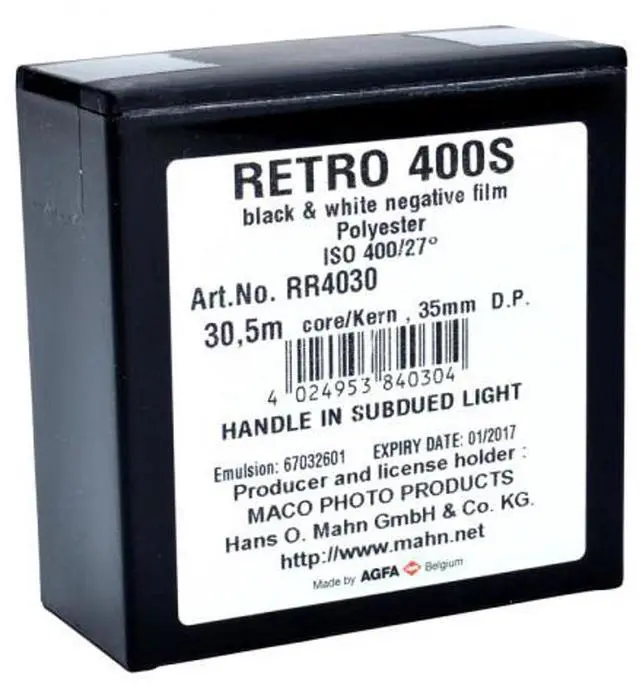 RETRO 400S
black & white negative film
Polyester
ISO 400/27°
Art.No. RR4030
30,5m core/Kern , 35mm D.P.
4 024953 840304
HANDLE IN SUBDUED LIGHT
Emulsion: 67032601 EXPIRY DATE: 01/2017
Producer and license holder :
MACO PHOTO PRODUCTS
Hans O. Mahn GmbH & Co. KG.
http://www.mahn.net
Made by AGFA Belgium